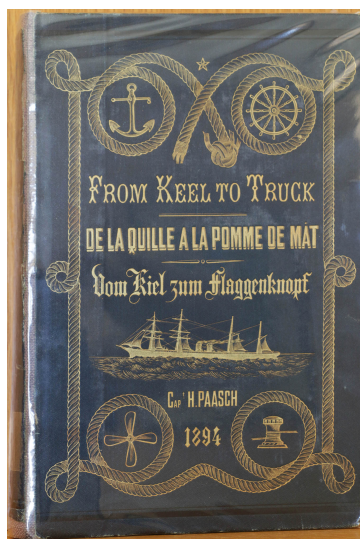 FROM KEEL TO TRUCK
DE LA QUILLE A LA POMME DE MÂT
Vom Kiel zum Flaggenknopf
CAPᵀ H. PAASCH
1894